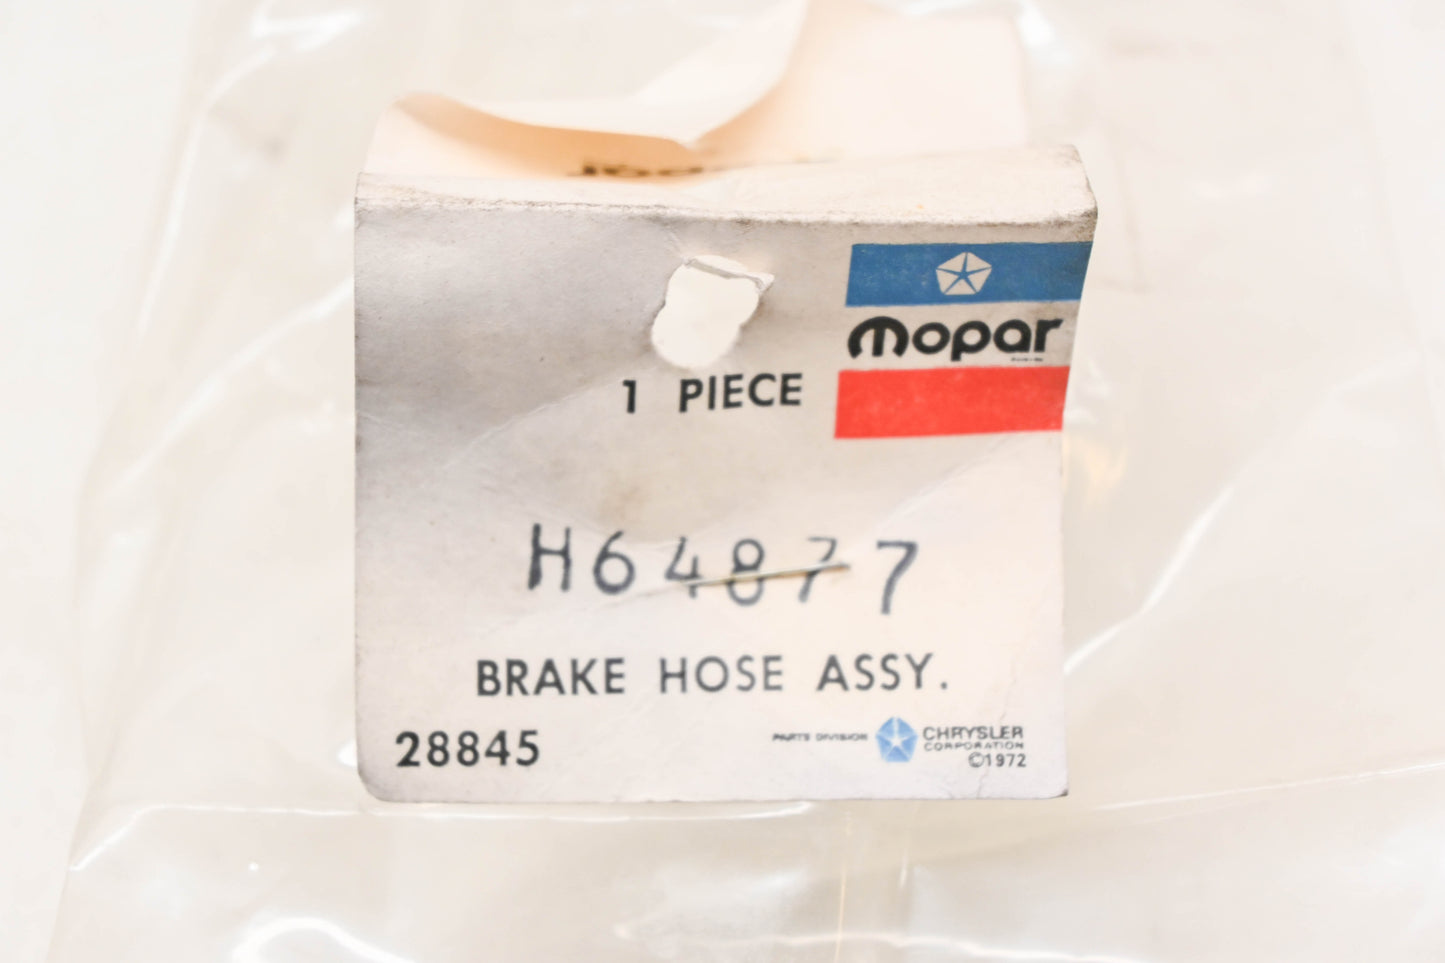 mopar
1 PIECE
H64877
BRAKE HOSE ASSY.
28845
PARTS DIVISION
CHRYSLER
CORPORATION
©1972